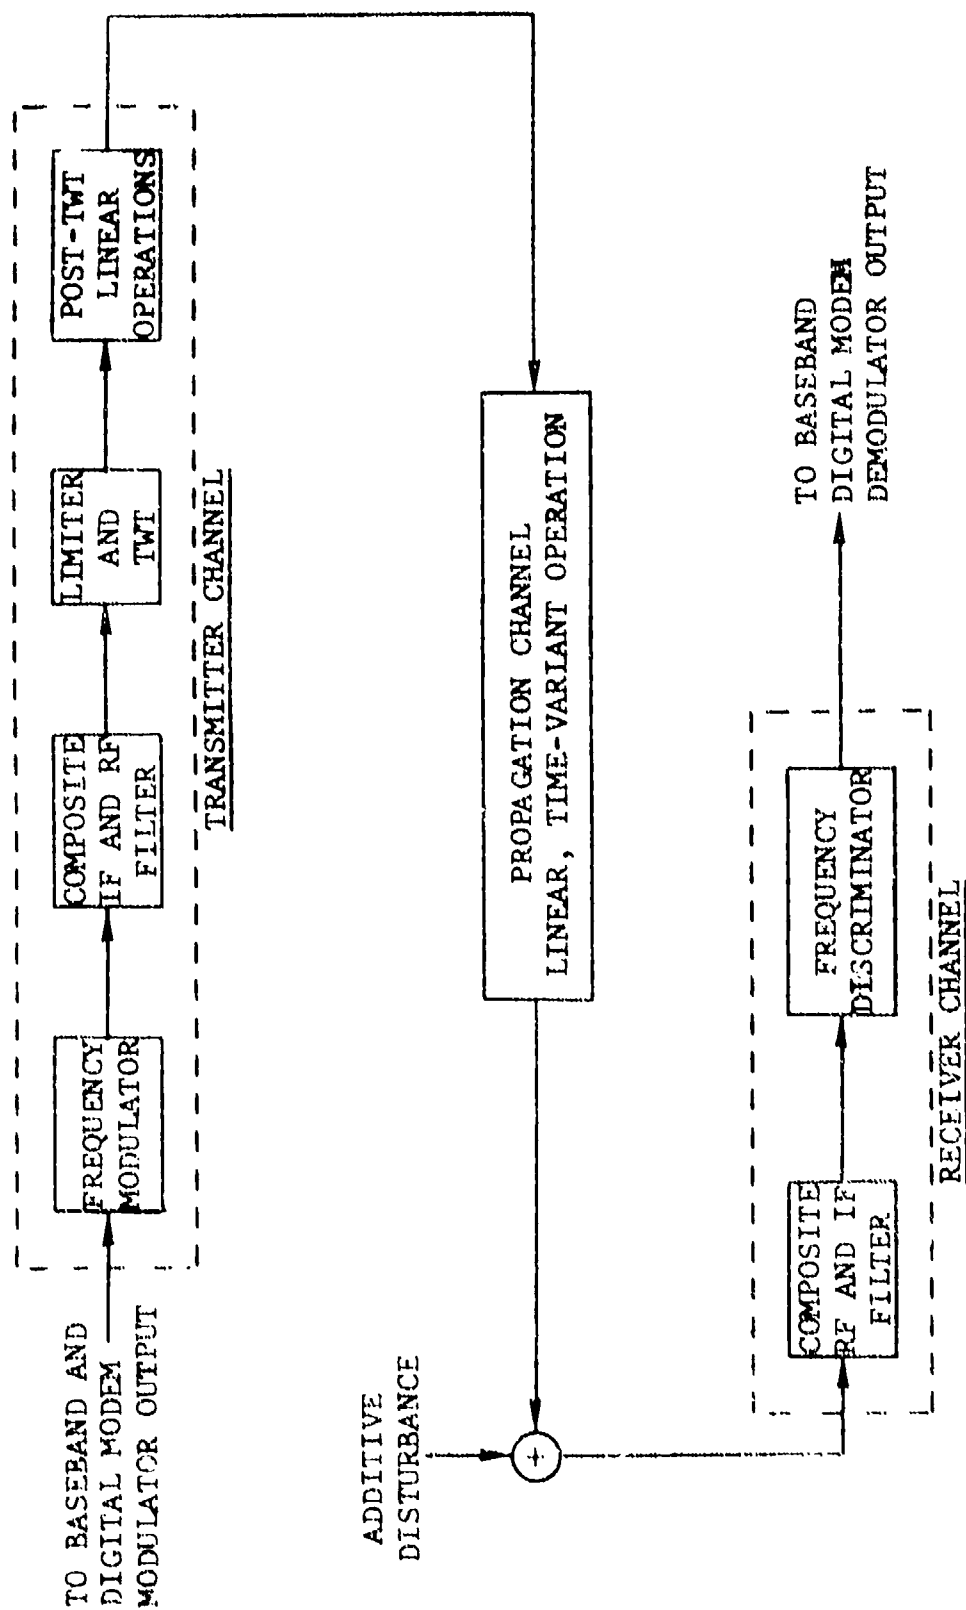 TO BASEBAND AND
DIGITAL MODEM
MODULATOR OUTPUT
FREQUENCY
MODULATOR
COMPOSITE
IF AND RF
FILTER
LIMITER
AND
TWT
POST-TWT
LINEAR
OPERATIONS
TRANSMITTER CHANNEL
PROPAGATION CHANNEL
LINEAR, TIME-VARIANT OPERATION
ADDITIVE
DISTURBANCE
+
COMPOSITE
RF AND IF
FILTER
FREQUENCY
DISCRIMINATOR
RECEIVER CHANNEL
TO BASEBAND
DIGITAL MODEM
DEMODULATOR OUTPUT